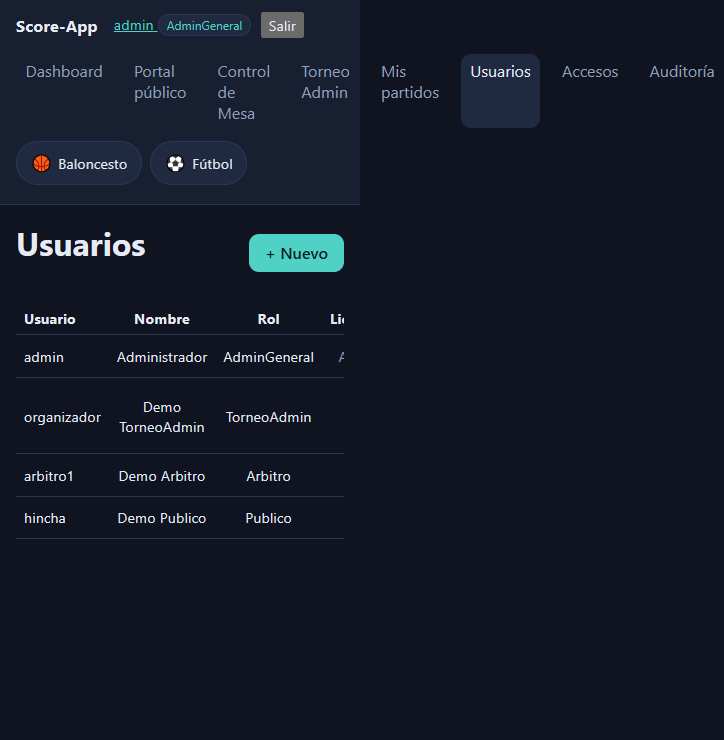 Score-App admin AdminGeneral Salir
Dashboard Portal público Control de Mesa Torneo Admin Mis partidos Usuarios Accesos Auditoría
Baloncesto Fútbol
Usuarios
+ Nuevo
Usuario Nombre Rol
admin Administrador AdminGeneral
organizador Demo TorneoAdmin TorneoAdmin
arbitro1 Demo Arbitro Arbitro
hincha Demo Publico Publico